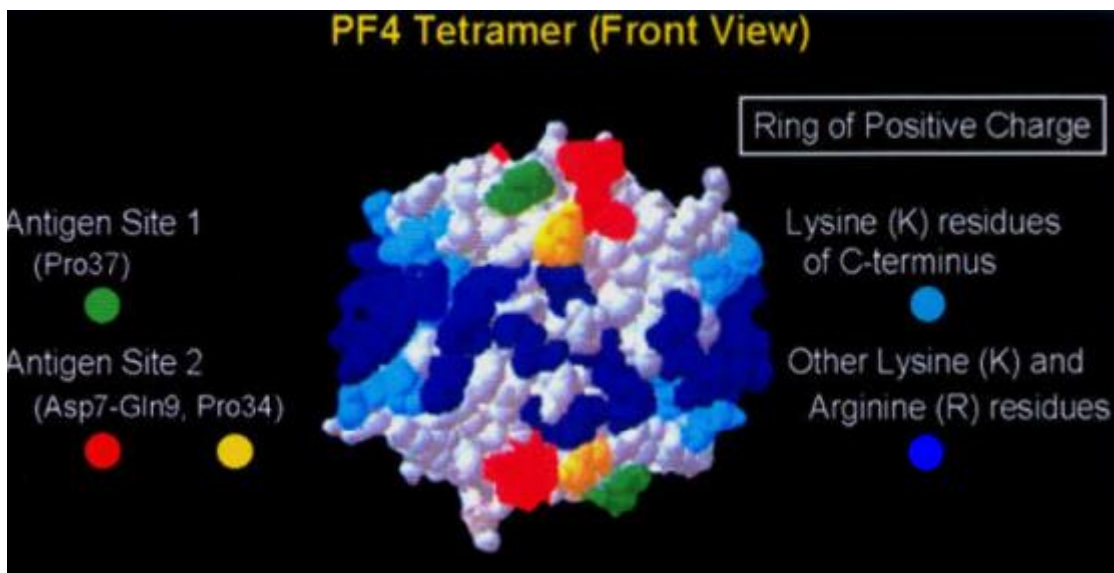 PF4 Tetramer (Front View)
Ring of Positive Charge
Antigen Site 1
(Pro37)
Antigen Site 2
(Asp7-Gln9, Pro34)
Lysine (K) residues
of C-terminus
Other Lysine (K) and
Arginine (R) residues